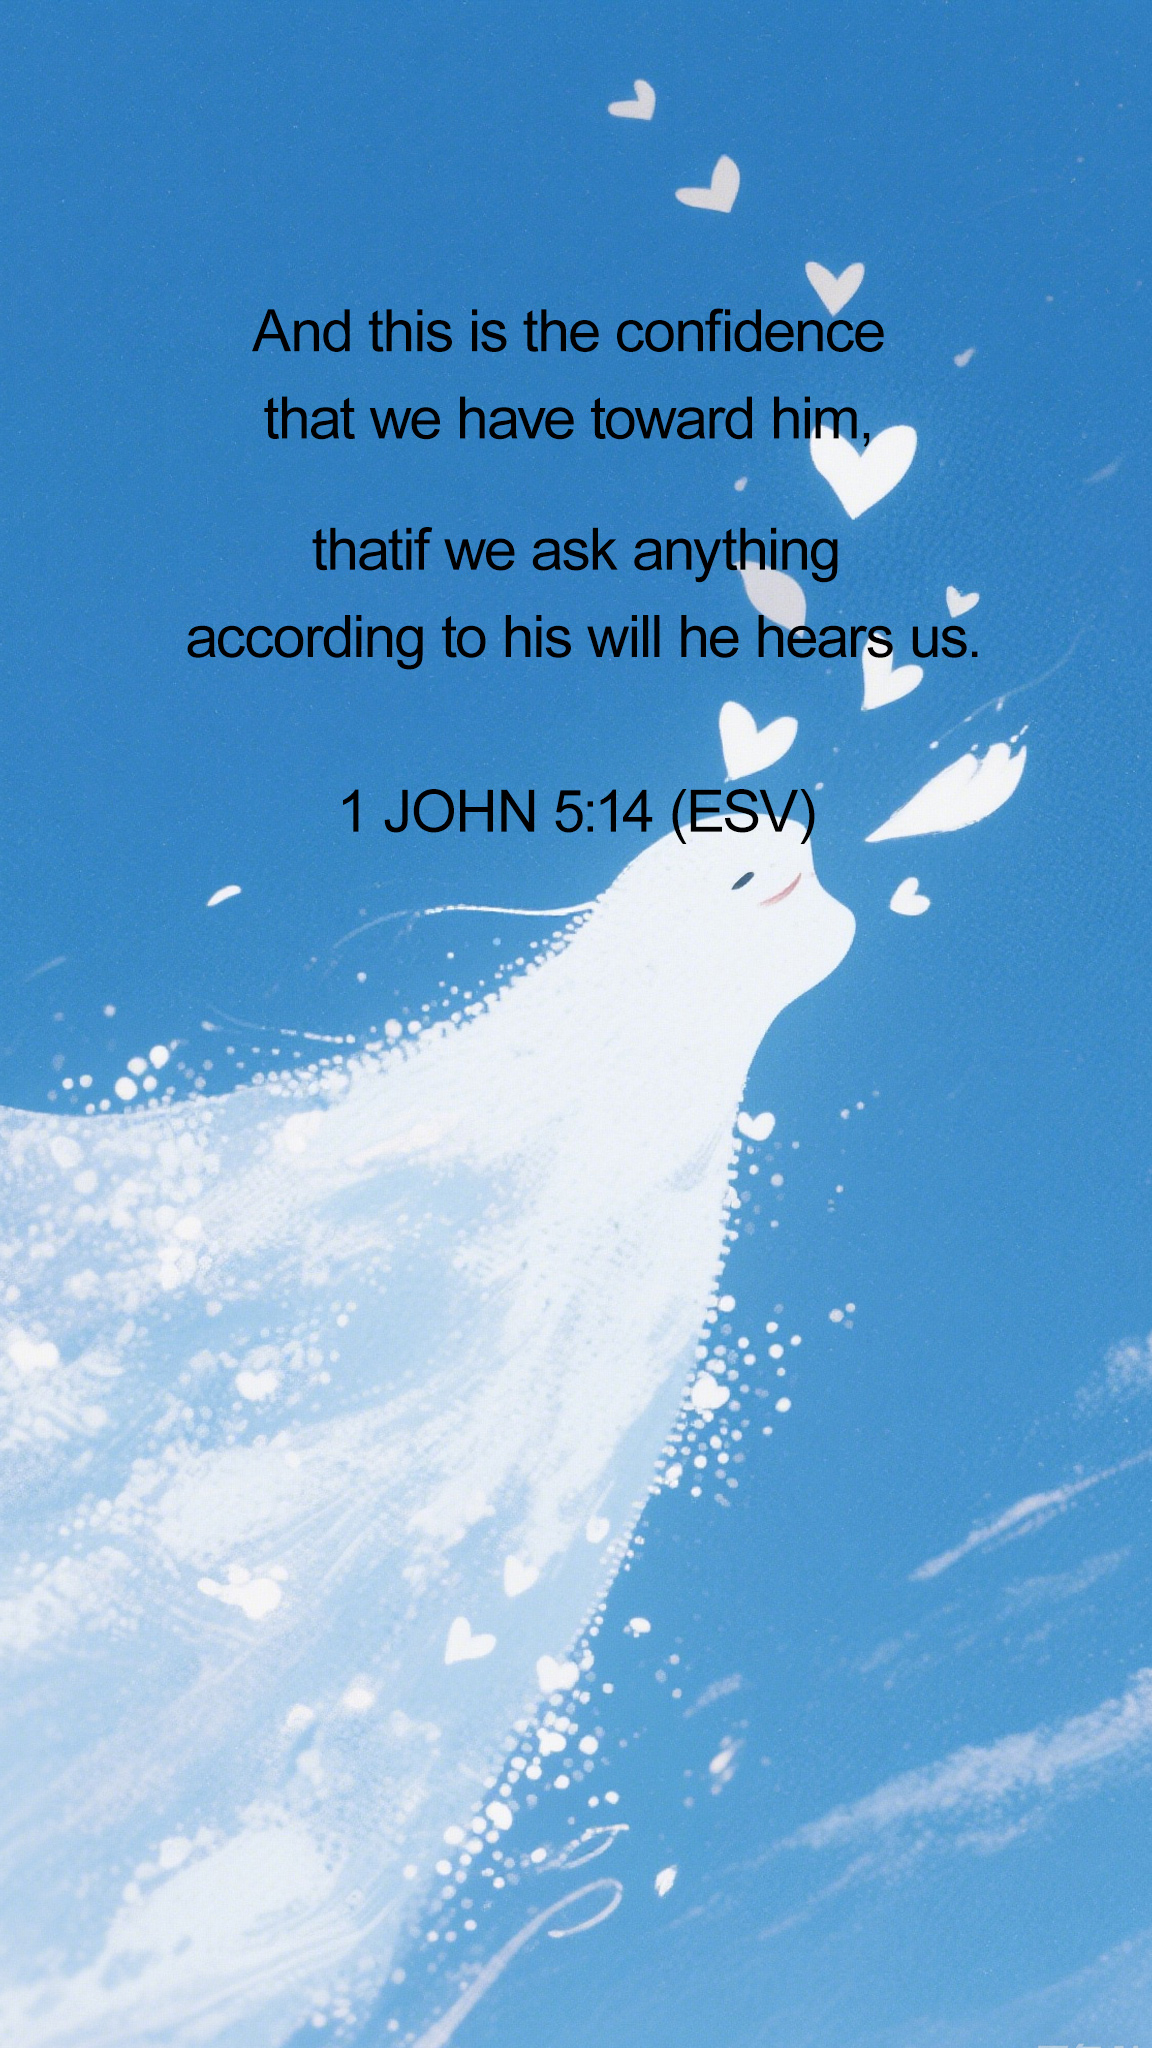 And this is the confidence
that we have toward him,
thatif we ask anything
according to his will he hears us.
1 JOHN 5:14 (ESV)